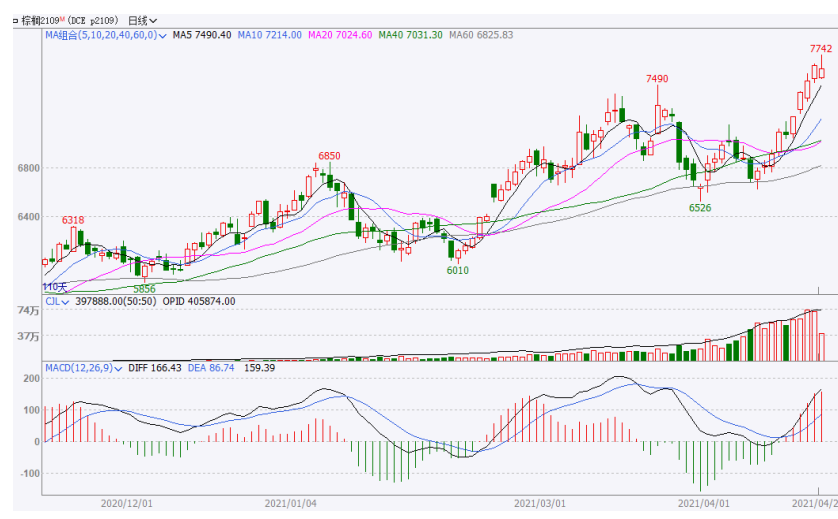 棕榈2109M (DCE p2109) 日线
MA组合(5,10,20,40,60,0) MA5 7490.40 MA10 7214.00 MA20 7024.60 MA40 7031.30 MA60 6825.83
7742
7490
6850
6800
6526
6400
6318
6010
110天
5856
CJL 397888.00(50:50) OPID 405874.00
74万
37万
MACD(12,26,9) DIFF 166.43 DEA 86.74 159.39
200
100
0
-100
2020/12/01 2021/01/04 2021/03/01 2021/04/01 2021/04/2